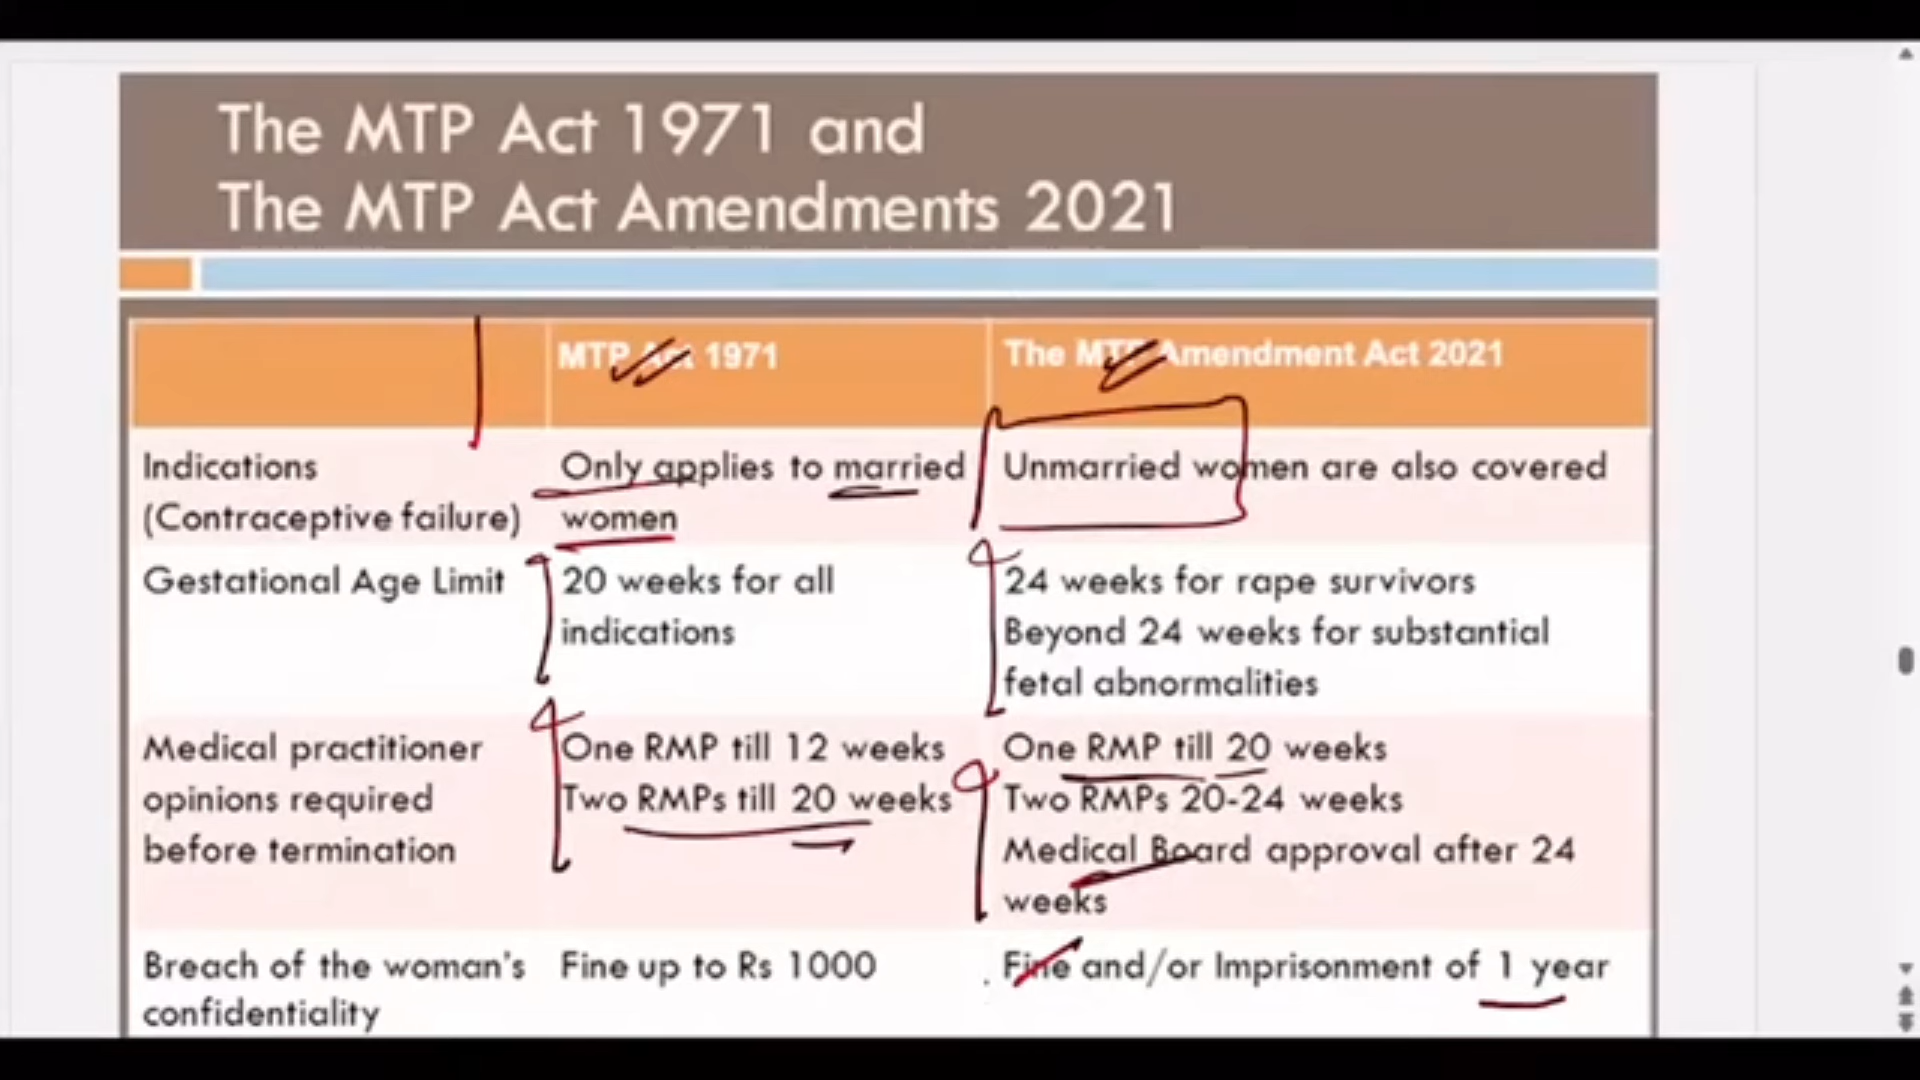 The MTP Act 1971 and
The MTP Act Amendments 2021
MTP Act 1971
The MTP Amendment Act 2021
Indications
(Contraceptive failure)
Only applies to married
women
Unmarried women are also covered
Gestational Age Limit
20 weeks for all
indications
24 weeks for rape survivors
Beyond 24 weeks for substantial
fetal abnormalities
Medical practitioner
opinions required
before termination
One RMP till 12 weeks
Two RMPs till 20 weeks
One RMP till 20 weeks
Two RMPs 20-24 weeks
Medical Board approval after 24
weeks
Breach of the woman's
confidentiality
Fine up to Rs 1000
Fine and/or Imprisonment of 1 year